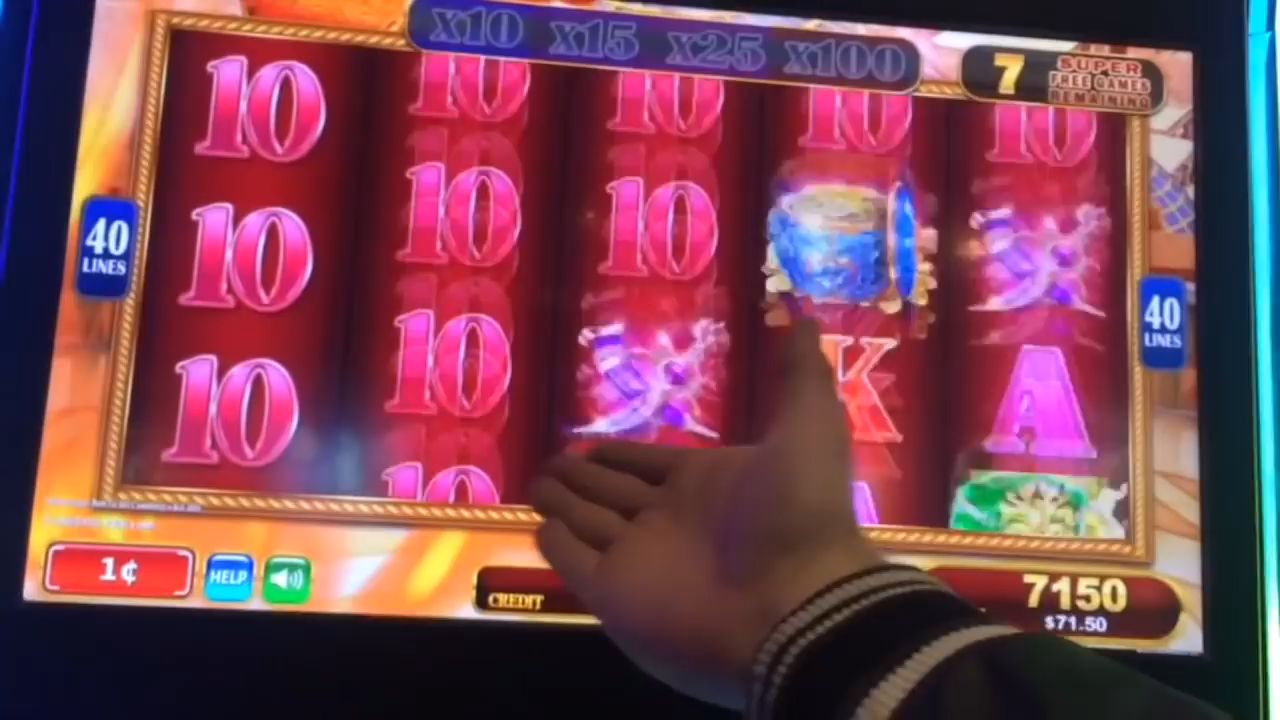 x10 x15 x25 x100
7 SUPER
FREE GAMES
REMAINING
10 10 10 10 10
10 10 10
10 10 K A
10 10
40
LINES
40
LINES
1¢ HELP
CREDIT
7150
$71.50